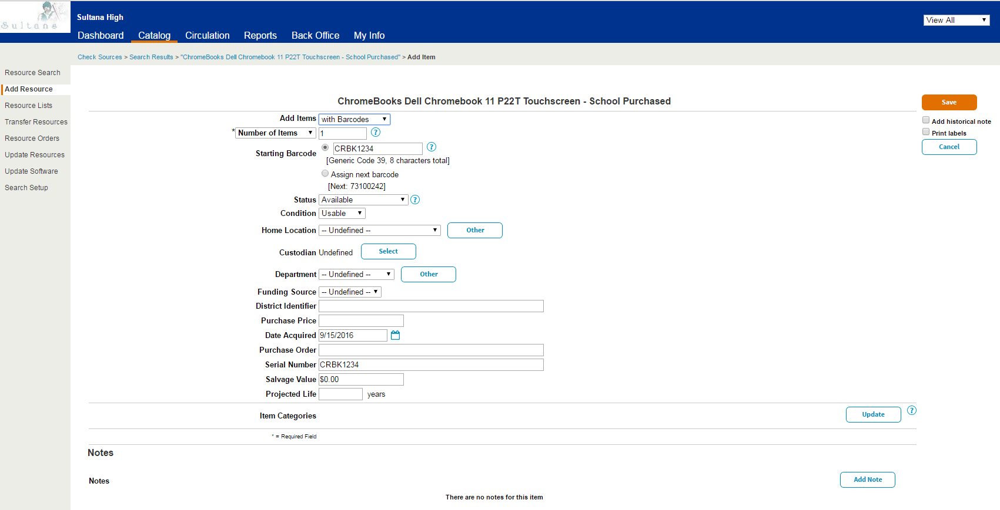 Sultans
Sultana High
View All
Dashboard Catalog Circulation Reports Back Office My Info
Check Sources > Search Results > "ChromeBooks Dell Chromebook 11 P22T Touchscreen - School Purchased" > Add Item
Resource Search
Add Resource
Resource Lists
Transfer Resources
Resource Orders
Update Resources
Update Software
Search Setup
ChromeBooks Dell Chromebook 11 P22T Touchscreen - School Purchased
Save
Add historical note
Print labels
Cancel
Add Items with Barcodes
* Number of Items 1 ?
Starting Barcode CRBK1234 ?
[Generic Code 39, 8 characters total]
Assign next barcode
[Next: 73100242]
Status Available ?
Condition Usable
Home Location -- Undefined -- Other
Custodian Undefined Select
Department -- Undefined -- Other
Funding Source -- Undefined --
District Identifier
Purchase Price
Date Acquired 9/15/2016
Purchase Order
Serial Number CRBK1234
Salvage Value $0.00
Projected Life years
Item Categories Update ?
* = Required Field
Notes
Notes Add Note
There are no notes for this item